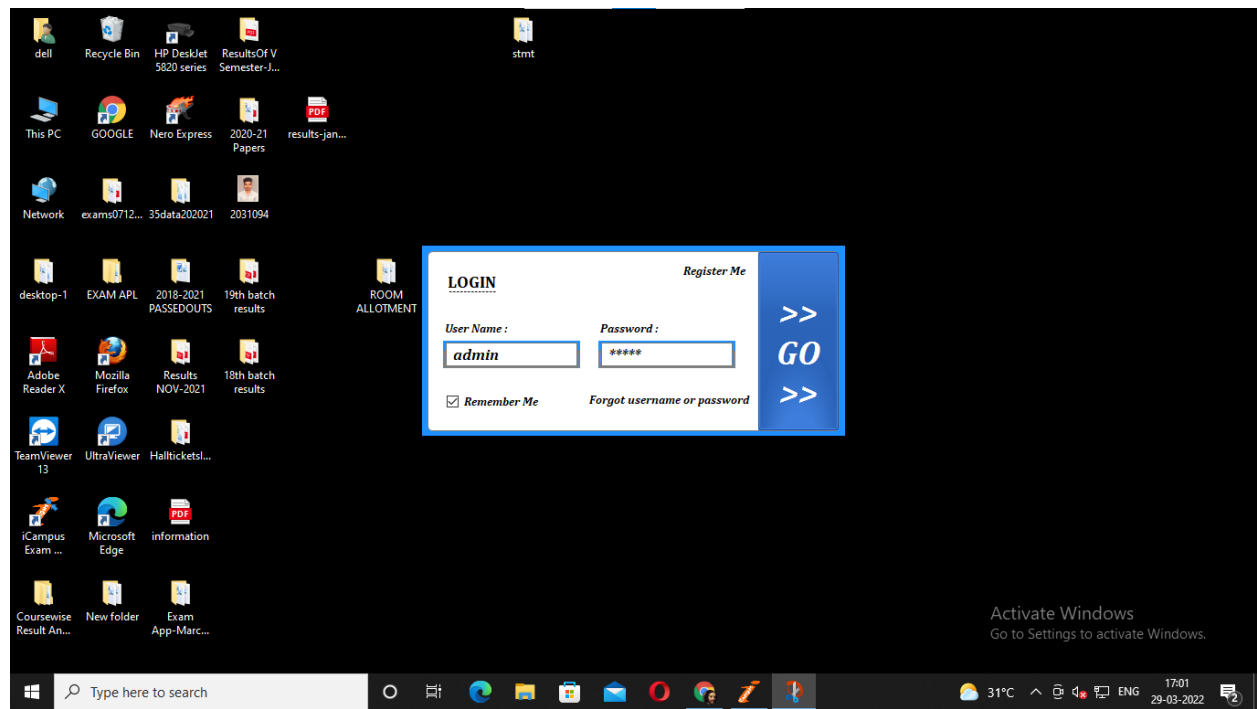 dell
Recycle Bin
HP DeskJet
5820 series
ResultsOf V
Semester-J...
stmt
This PC
GOOGLE
Nero Express
2020-21
Papers
PDF
results-jan...
Network
exams0712...
35data202021
2031094
desktop-1
EXAM APL
2018-2021
PASSEDOUTS
19th batch
results
ROOM
ALLOTMENT
LOGIN
Register Me
User Name :
Password :
admin
*****
Remember Me
Forgot username or password
>>
GO
>>
Adobe
Reader X
Mozilla
Firefox
Results
NOV-2021
18th batch
results
TeamViewer
13
UltraViewer
Hallticketsl...
iCampus
Exam ...
Microsoft
Edge
PDF
information
Coursewise
Result An...
New folder
Exam
App-Marc...
Activate Windows
Go to Settings to activate Windows.
Type here to search
31°C
ENG
17:01
29-03-2022
2